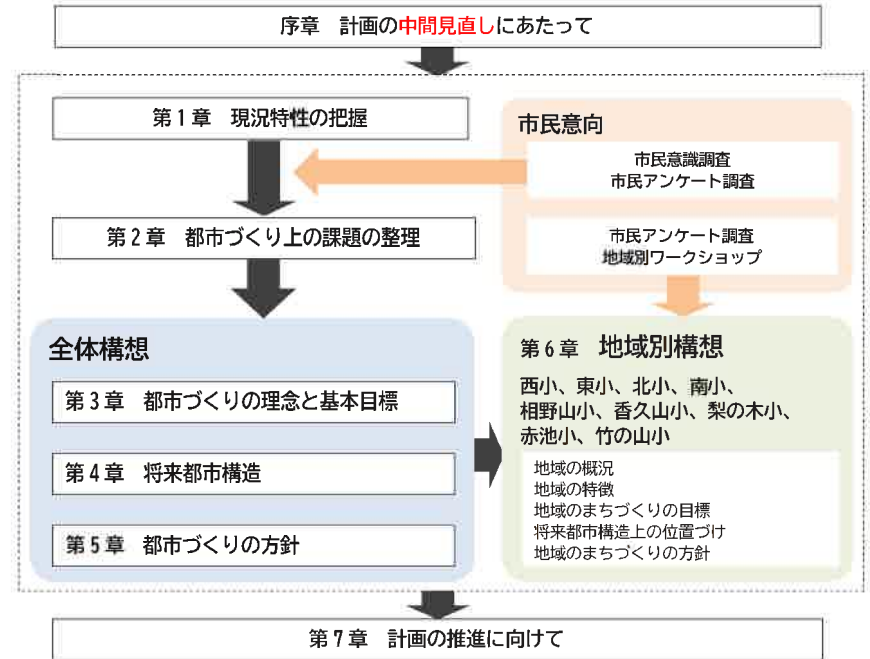 序章 計画の中間見直しにあたって
第1章 現況特性の把握
市民意向
市民意識調査
市民アンケート調査
第2章 都市づくり上の課題の整理
市民アンケート調査
地域別ワークショップ
全体構想
第3章 都市づくりの理念と基本目標
第4章 将来都市構造
第5章 都市づくりの方針
第6章 地域別構想
西小、東小、北小、南小、
相野山小、香久山小、梨の木小、
赤池小、竹の山小
地域の概況
地域の特徴
地域のまちづくりの目標
将来都市構造上の位置づけ
地域のまちづくりの方針
第7章 計画の推進に向けて